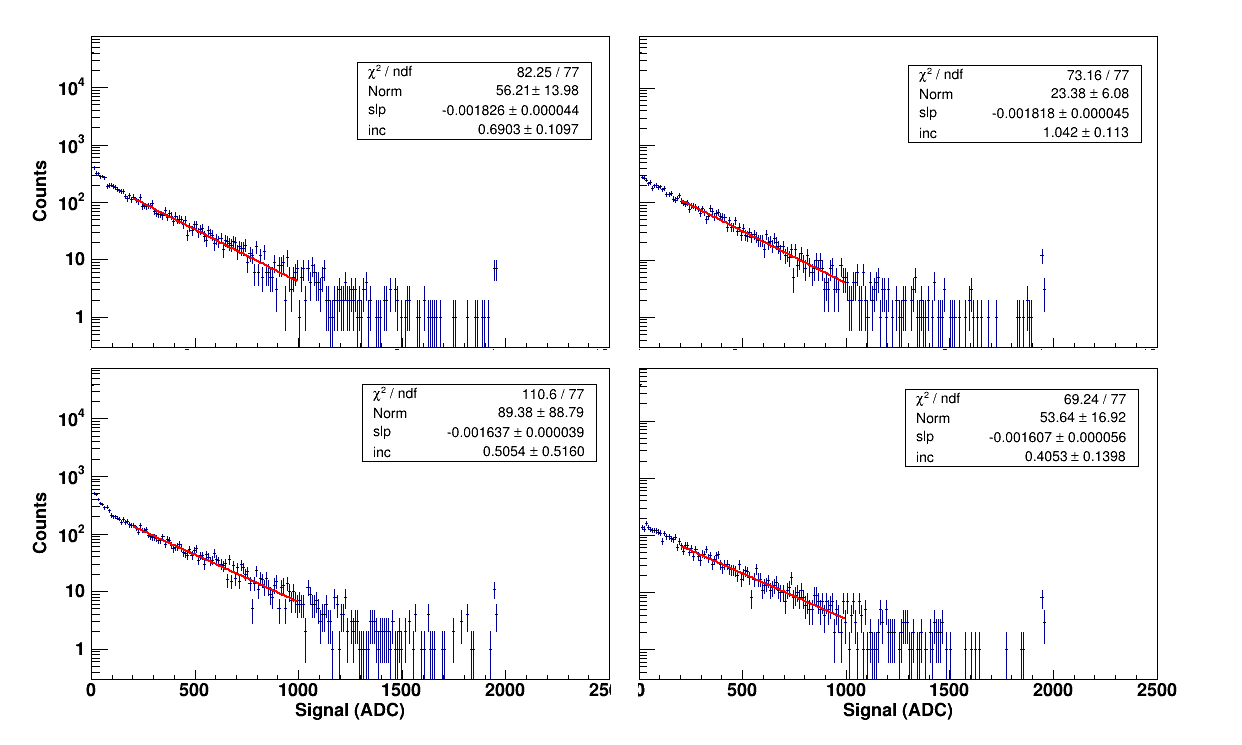 χ² / ndf 82.25 / 77
Norm 56.21 ± 13.98
slp -0.001826 ± 0.000044
inc 0.6903 ± 0.1097
χ² / ndf 73.16 / 77
Norm 23.38 ± 6.08
slp -0.001818 ± 0.000045
inc 1.042 ± 0.113
10⁴
10³
10²
10
1
Counts
χ² / ndf 110.6 / 77
Norm 89.38 ± 88.79
slp -0.001637 ± 0.000039
inc 0.5054 ± 0.5160
χ² / ndf 69.24 / 77
Norm 53.64 ± 16.92
slp -0.001607 ± 0.000056
inc 0.4053 ± 0.1398
10⁴
10³
10²
10
1
Counts
0 500 1000 1500 2000
Signal (ADC)
0 500 1000 1500 2000 2500
Signal (ADC)